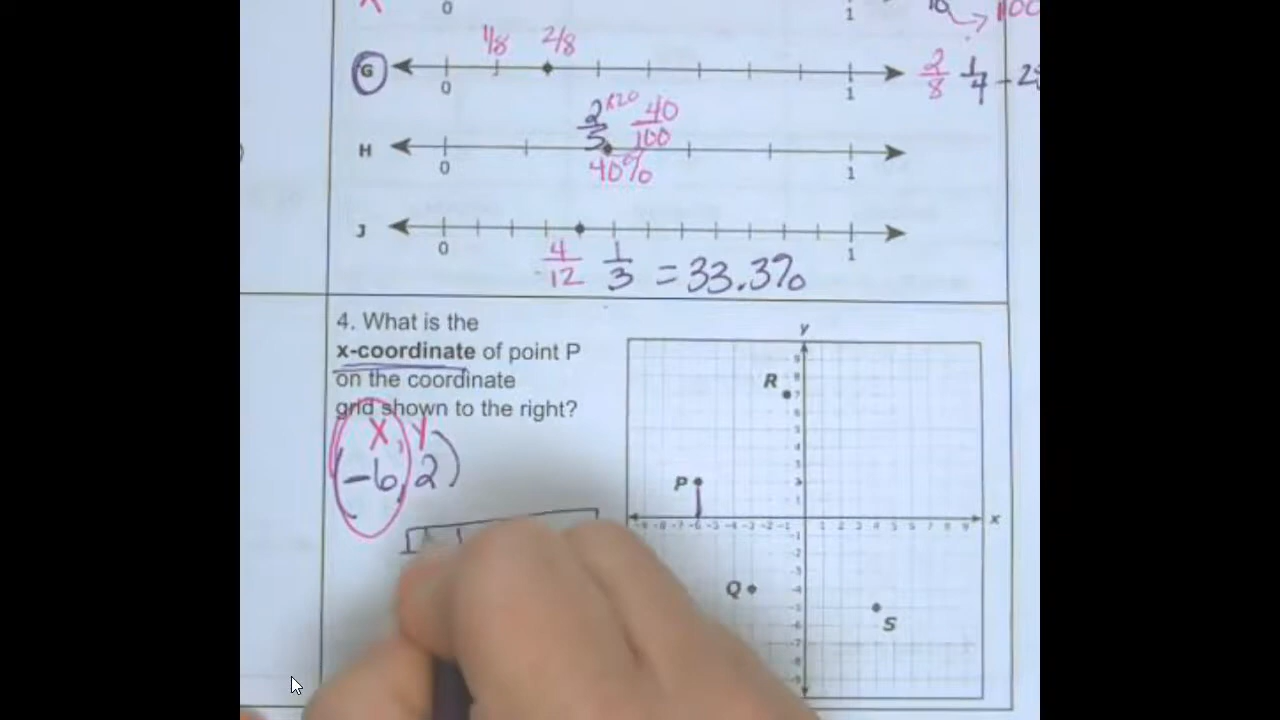 0 1
1/8 2/8
G
0 1
2/8 1/4
2/5 x20 40/100
H
40%
0 1
J
0 1
4/12 1/3 = 33.3%
4. What is the
x-coordinate of point P
on the coordinate
grid shown to the right?
X, Y
(-6, 2)
y
R
P
x
Q
S